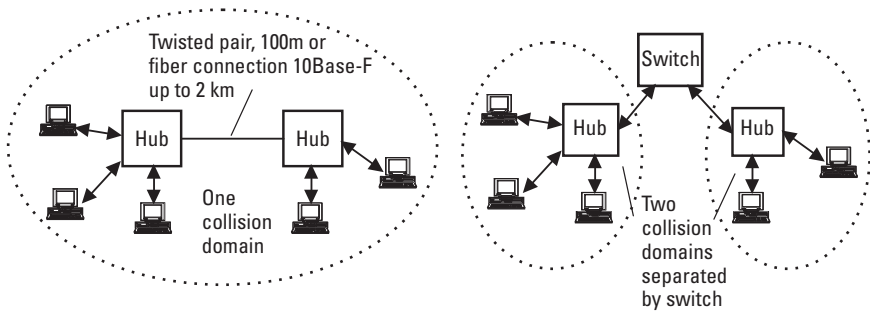 Twisted pair, 100m or
fiber connection 10Base-F
up to 2 km
Hub
Hub
One
collision
domain
Switch
Hub
Hub
Two
collision
domains
separated
by switch